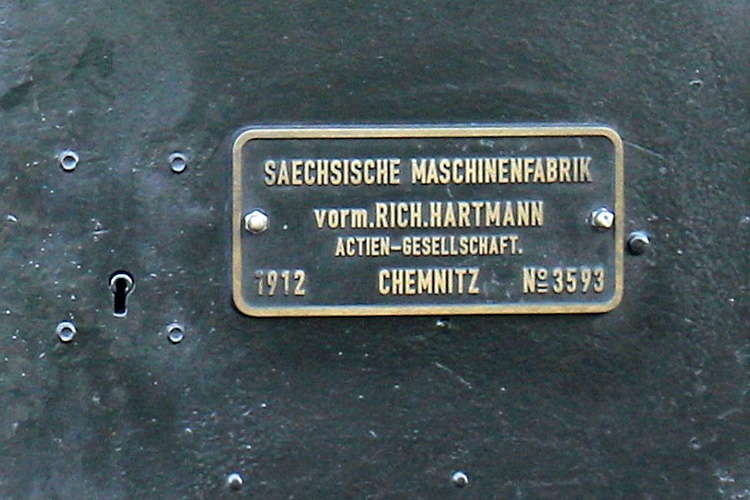 SAECHSISCHE MASCHINENFABRIK
vorm.RICH.HARTMANN
ACTIEN-GESELLSCHAFT.
1912 CHEMNITZ No 3593